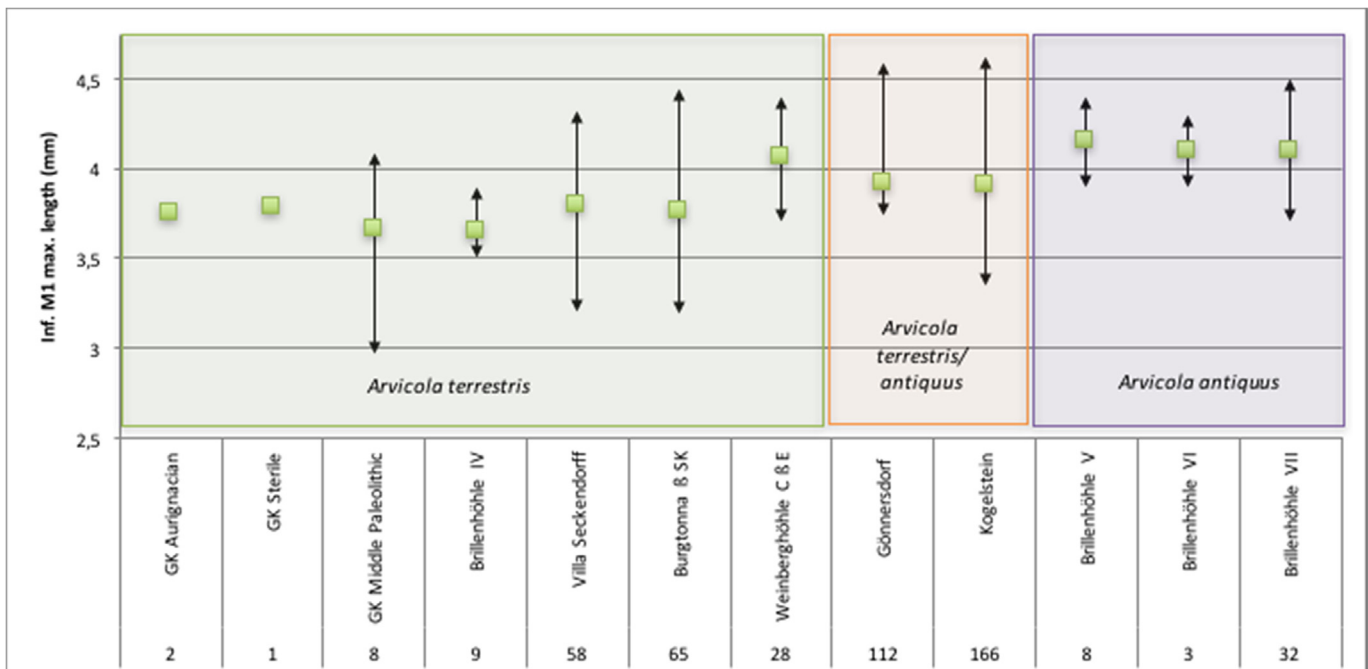 Inf. M1 max. length (mm)
4,5
4
3,5
3
2,5
Arvicola terrestris
Arvicola
terrestris/
antiquus
Arvicola antiquus
GK Aurignacian
GK Sterile
GK Middle Paleolithic
Brillenhöhle IV
Villa Seckendorff
Burgtonna ß SK
Weinberghöhle C ß E
Gönnersdorf
Kogelstein
Brillenhöhle V
Brillenhöhle VI
Brillenhöhle VII
2 1 8 9 58 65 28 112 166 8 3 32